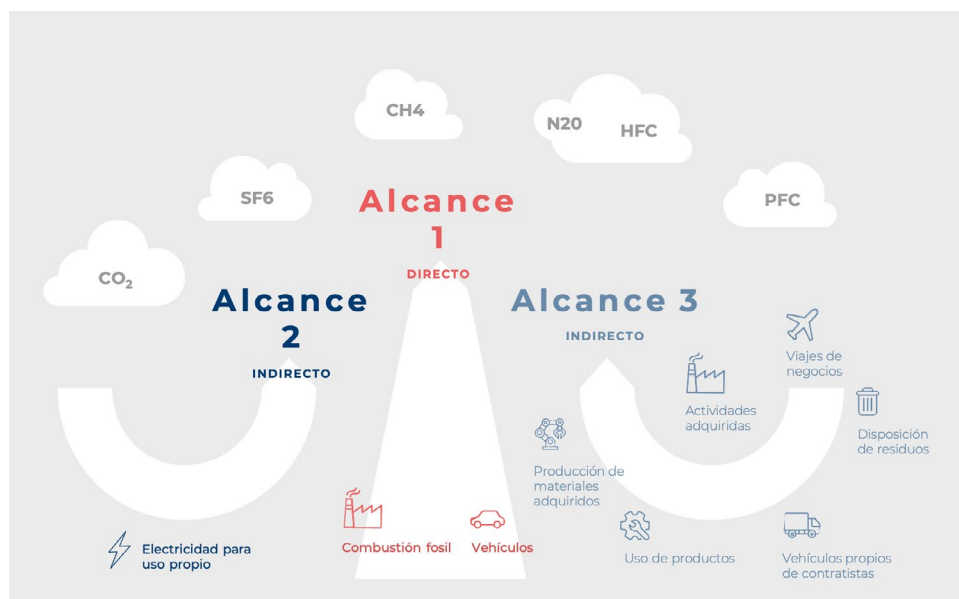 CH4
N20
HFC
SF6
PFC
CO₂
Alcance
1
DIRECTO
Alcance
2
INDIRECTO
Alcance 3
INDIRECTO
Viajes de
negocios
Actividades
adquiridas
Disposición
de residuos
Producción de
materiales
adquiridos
Combustión fosil
Vehículos
Electricidad para
uso propio
Uso de productos
Vehículos propios
de contratistas